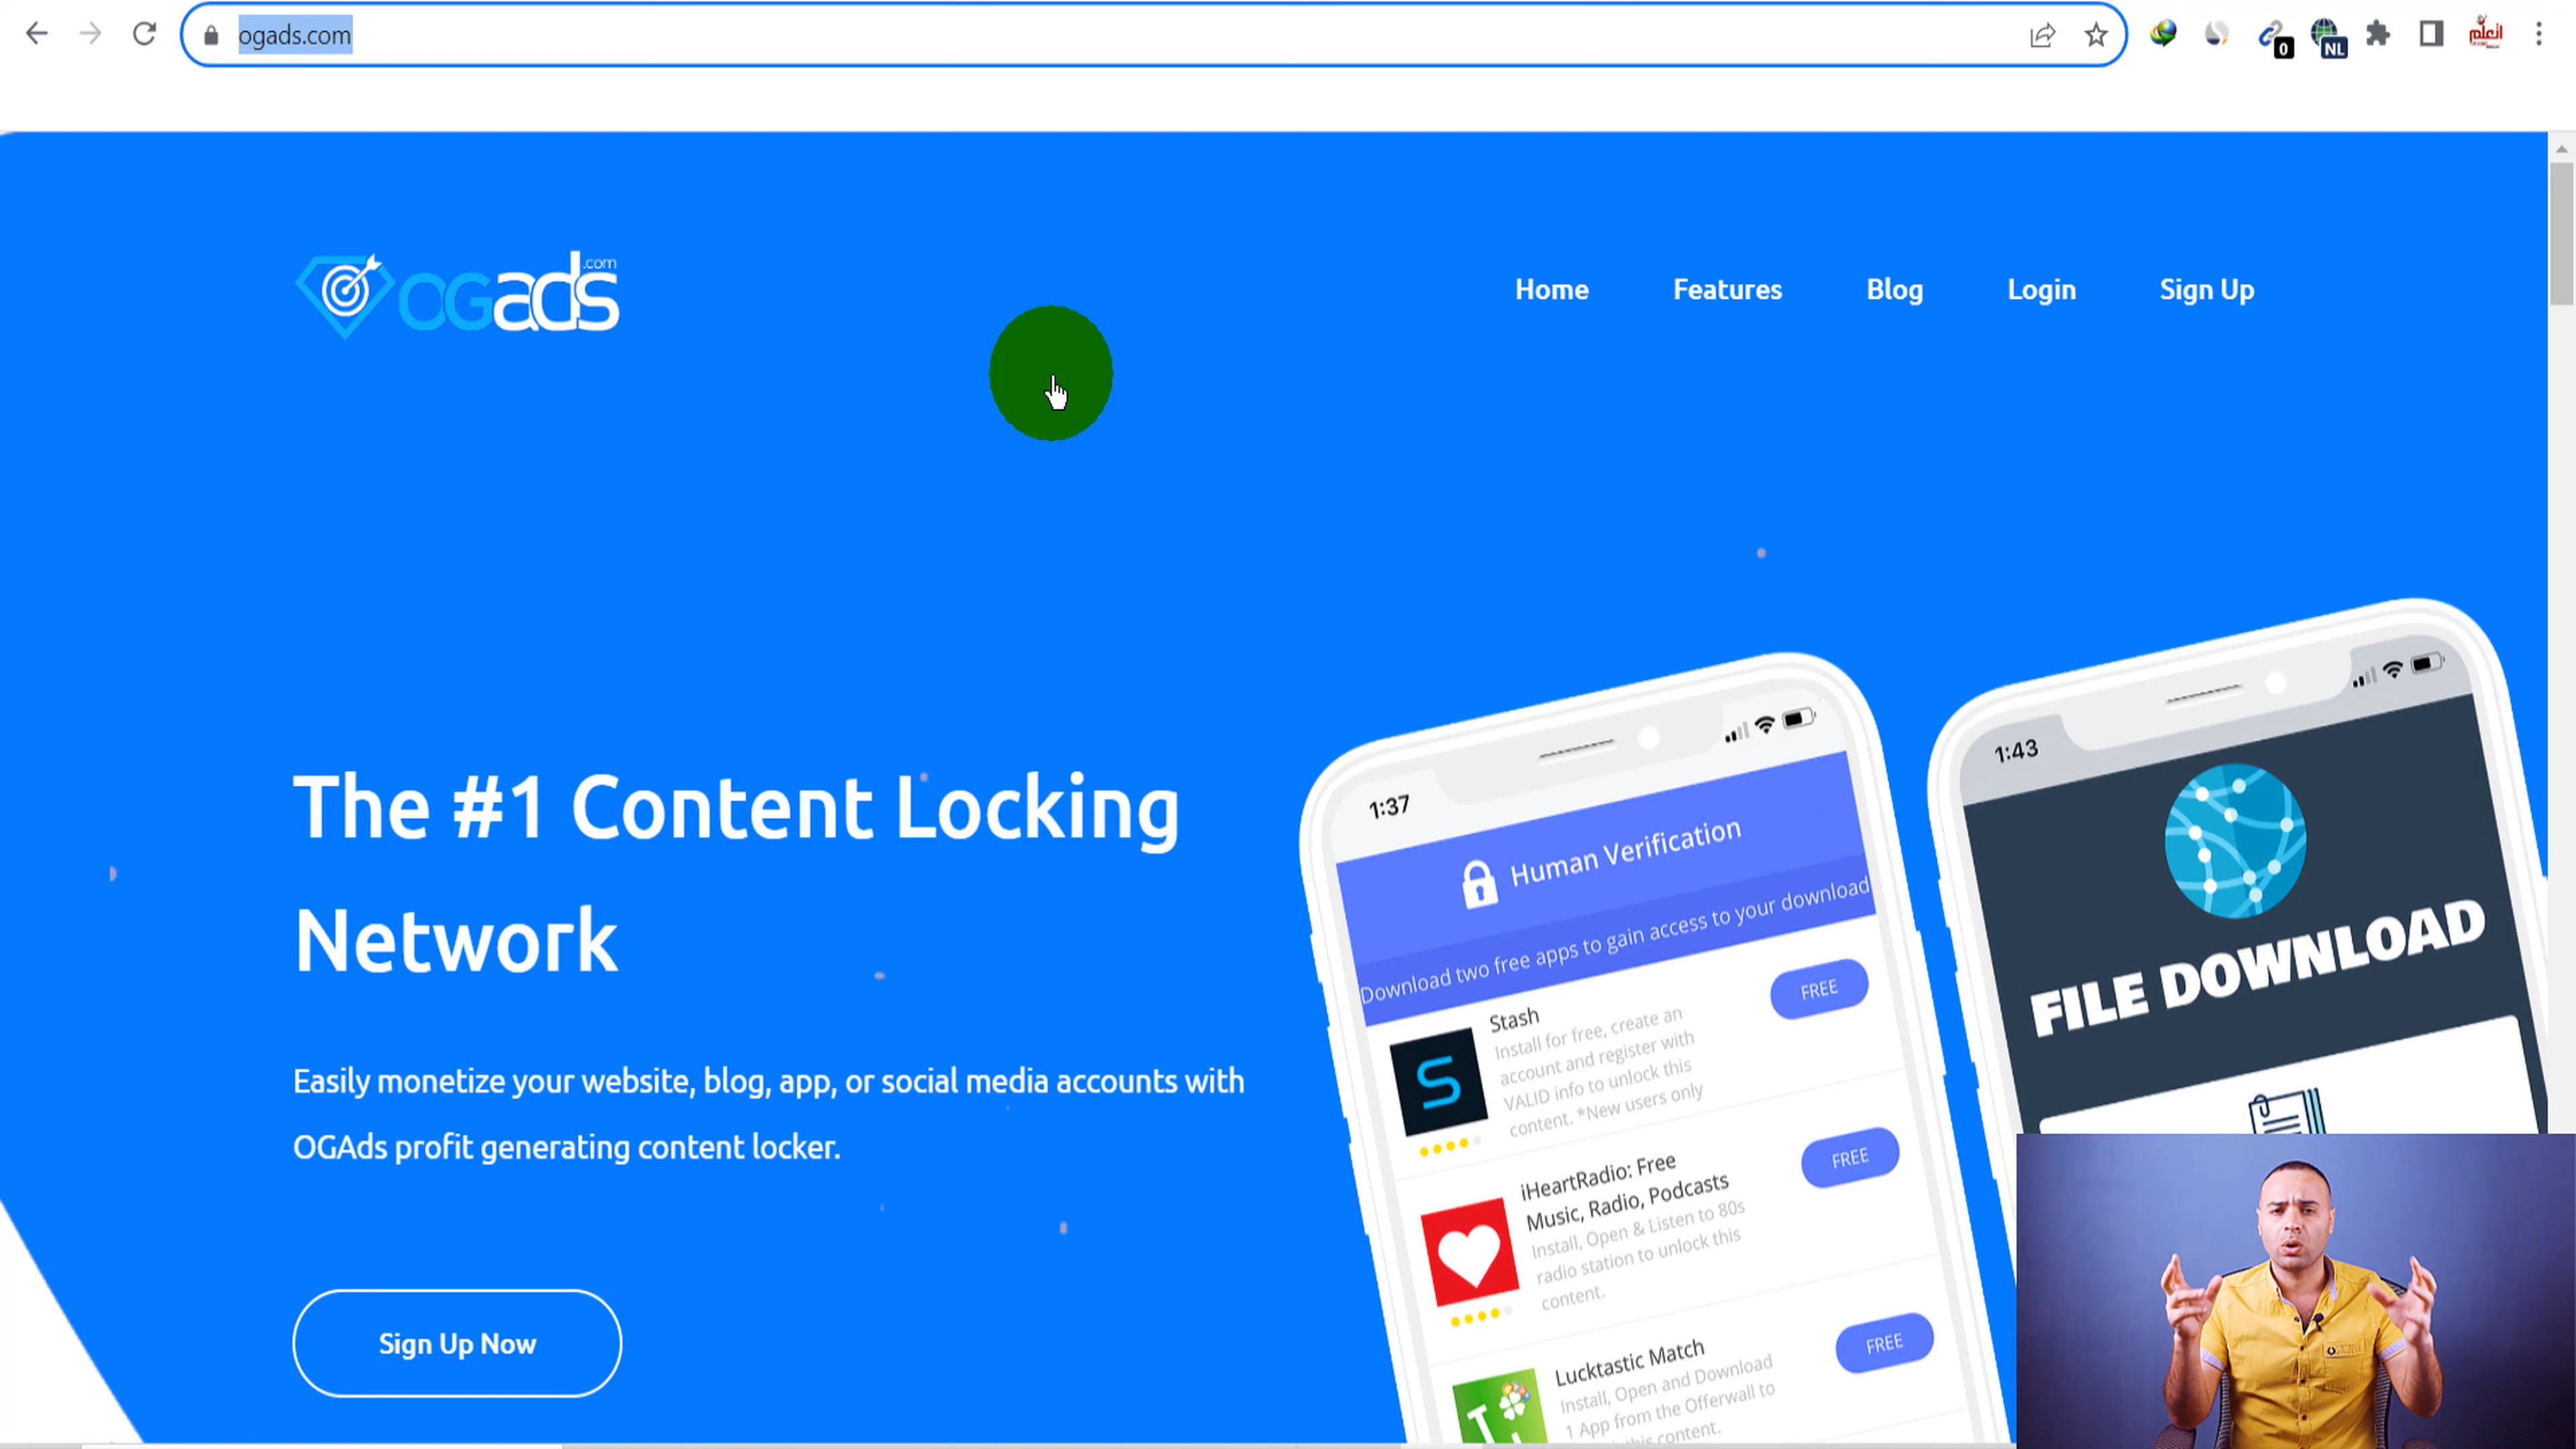 ogads.com
0
NL
اتعلم
OGads.com
Home
Features
Blog
Login
Sign Up
The #1 Content Locking
Network
Easily monetize your website, blog, app, or social media accounts with
OGAds profit generating content locker.
Sign Up Now
1:37
Human Verification
Download two free apps to gain access to your download
Stash
Install for free, create an
account and register with
VALID info to unlock this
content. *New users only
FREE
iHeartRadio: Free
Music, Radio, Podcasts
Install, Open & Listen to 80s
radio station to unlock this
content.
FREE
Lucktastic Match
Install, Open and Download
1 App from the Offerwall to
this content.
FREE
1:43
FILE DOWNLOAD